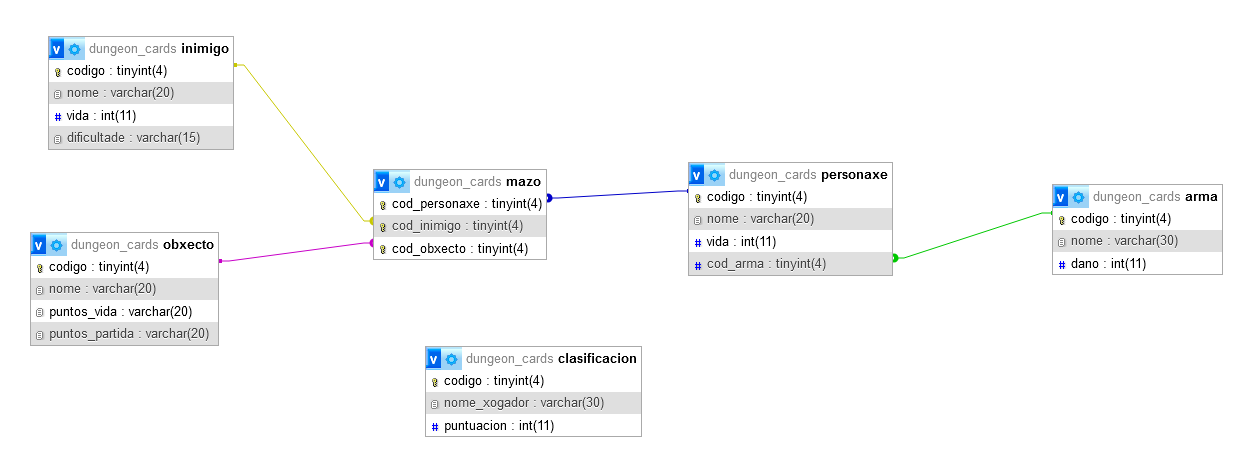 v dungeon_cards inimigo
codigo : tinyint(4)
nome : varchar(20)
# vida : int(11)
dificultade : varchar(15)
v dungeon_cards obxecto
codigo : tinyint(4)
nome : varchar(20)
puntos_vida : varchar(20)
puntos_partida : varchar(20)
v dungeon_cards mazo
cod_personaxe : tinyint(4)
cod_inimigo : tinyint(4)
cod_obxecto : tinyint(4)
v dungeon_cards clasificacion
codigo : tinyint(4)
nome_xogador : varchar(30)
# puntuacion : int(11)
v dungeon_cards personaxe
codigo : tinyint(4)
nome : varchar(20)
# vida : int(11)
# cod_arma : tinyint(4)
v dungeon_cards arma
codigo : tinyint(4)
nome : varchar(30)
# dano : int(11)